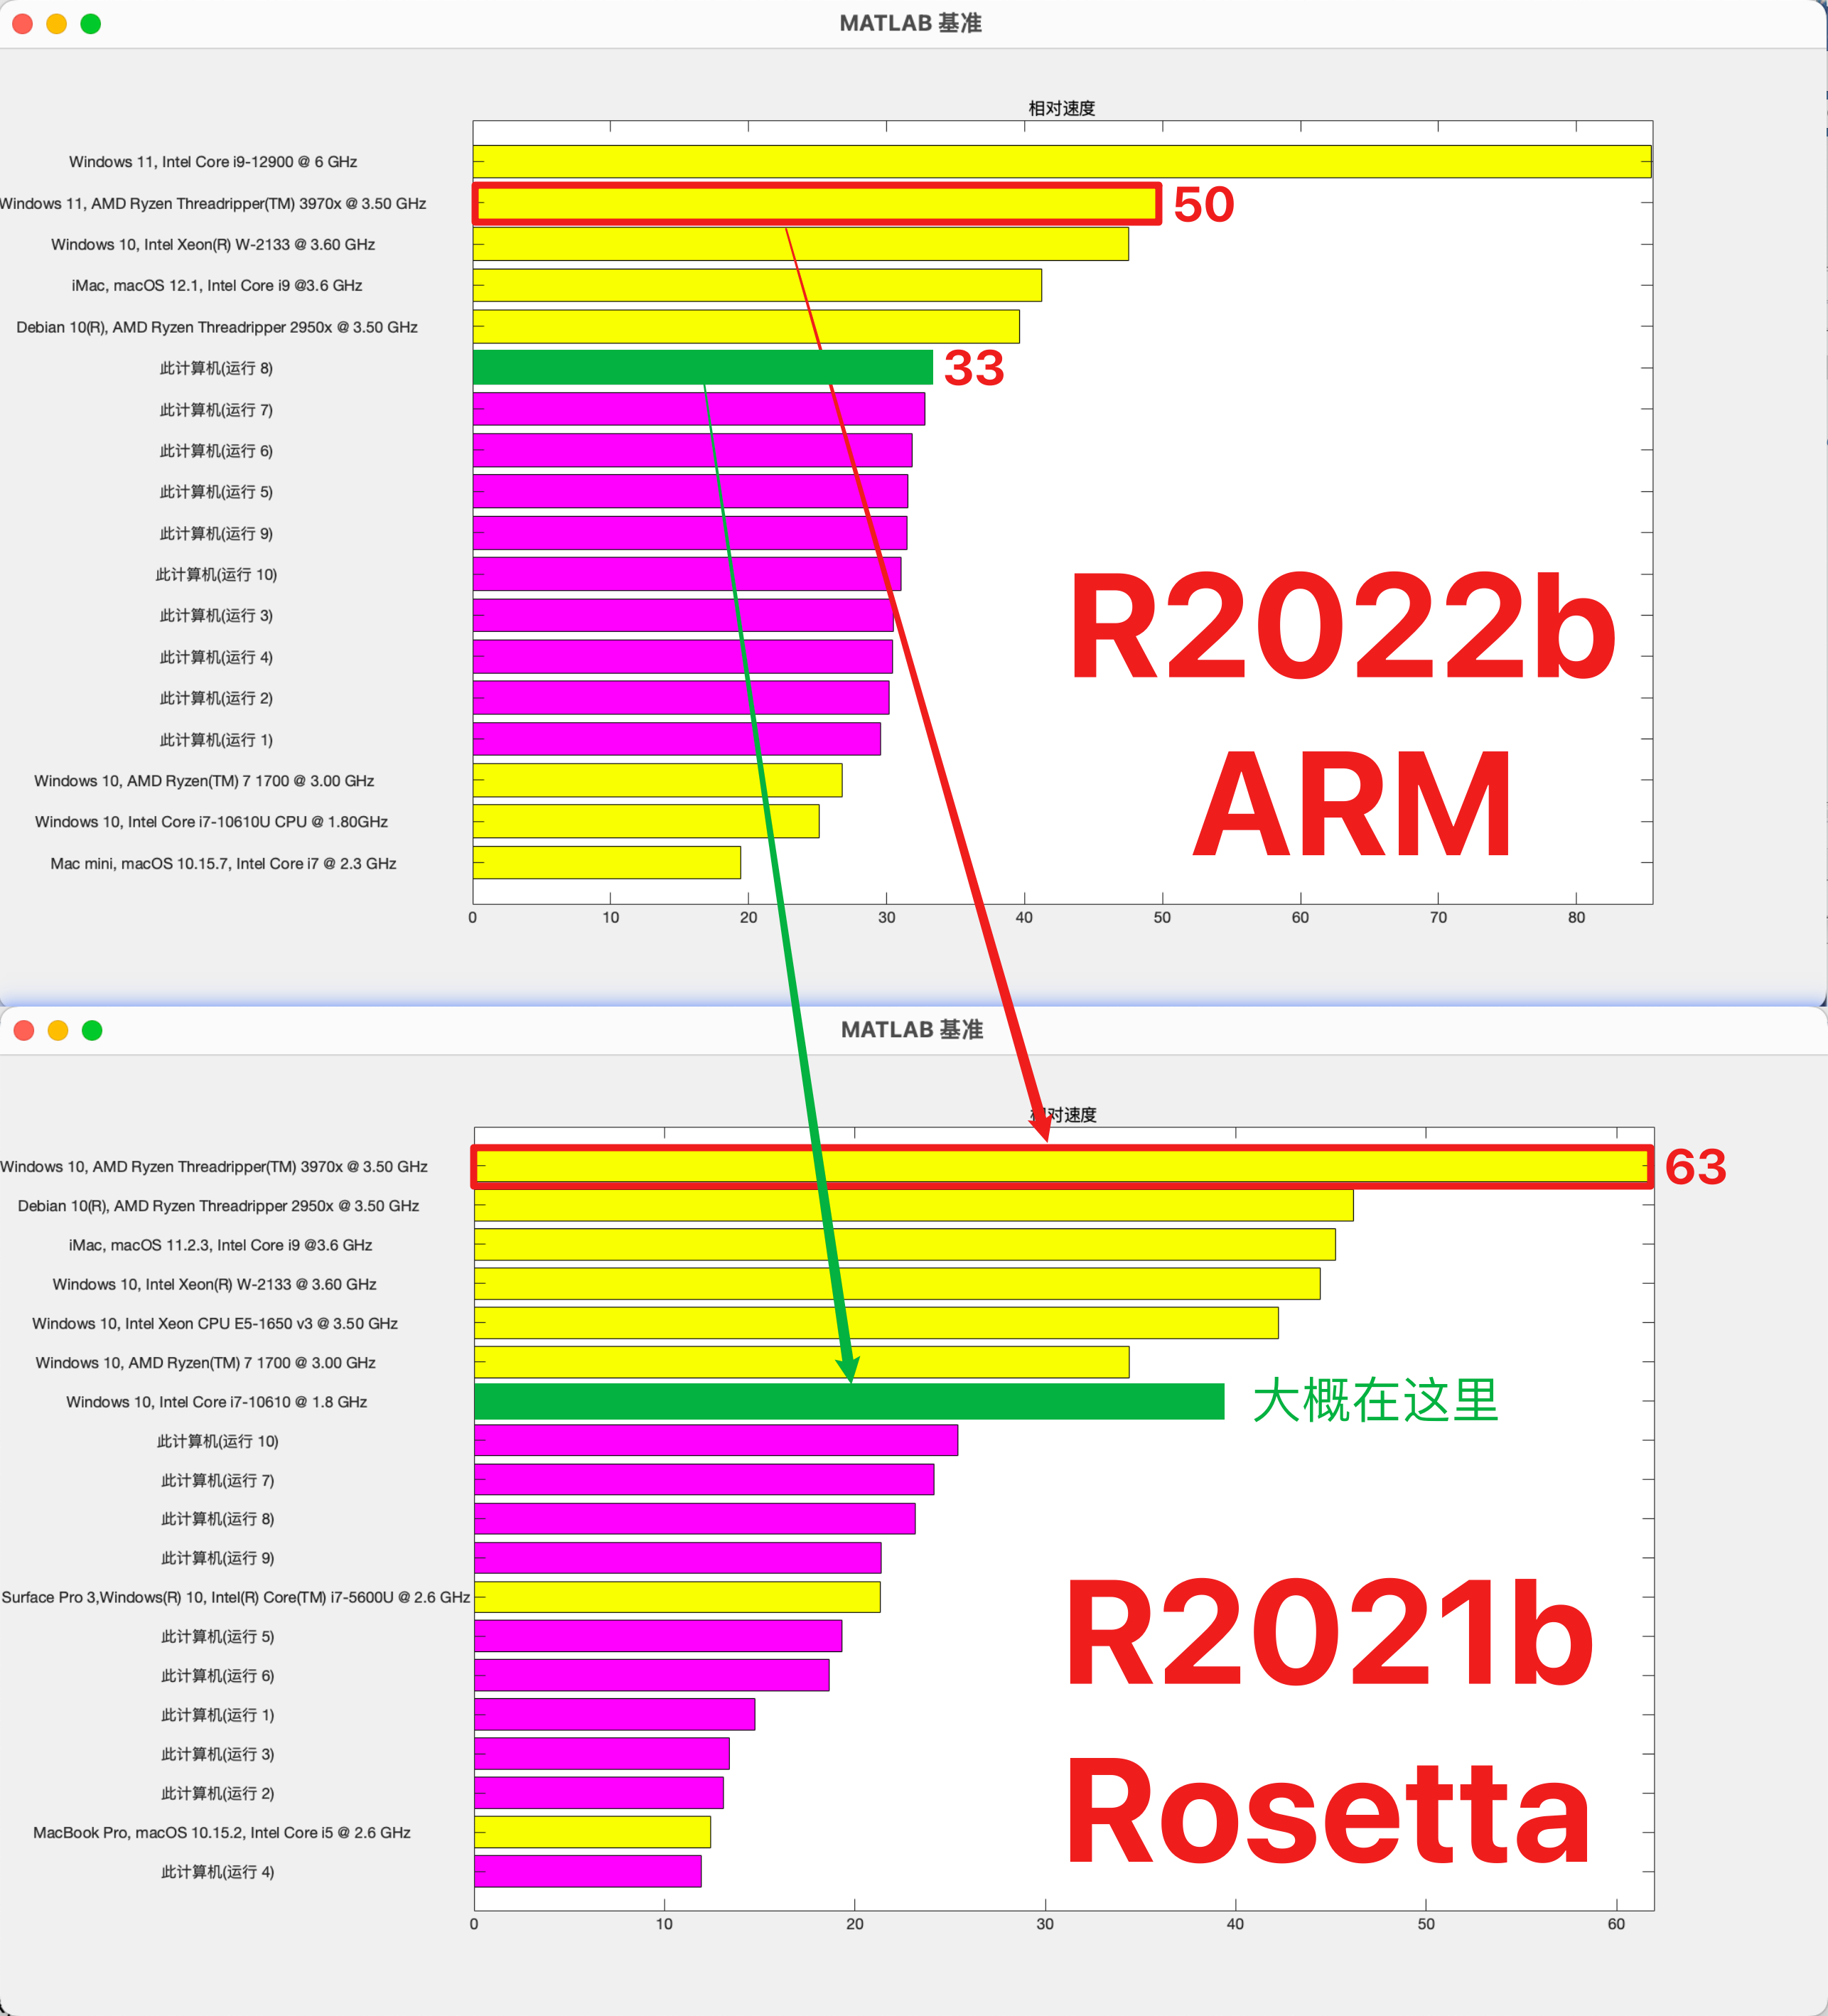 MATLAB 基准
相对速度
Windows 11, Intel Core i9-12900 @ 6 GHz
Windows 11, AMD Ryzen Threadripper(TM) 3970x @ 3.50 GHz
50
Windows 10, Intel Xeon(R) W-2133 @ 3.60 GHz
iMac, macOS 12.1, Intel Core i9 @3.6 GHz
Debian 10(R), AMD Ryzen Threadripper 2950x @ 3.50 GHz
此计算机(运行 8)
33
此计算机(运行 7)
此计算机(运行 6)
此计算机(运行 5)
此计算机(运行 9)
此计算机(运行 10)
此计算机(运行 3)
此计算机(运行 4)
此计算机(运行 2)
此计算机(运行 1)
Windows 10, AMD Ryzen(TM) 7 1700 @ 3.00 GHz
Windows 10, Intel Core i7-10610U CPU @ 1.80GHz
Mac mini, macOS 10.15.7, Intel Core i7 @ 2.3 GHz
R2022b
ARM
0 10 20 30 40 50 60 70 80
MATLAB 基准
相对速度
Windows 10, AMD Ryzen Threadripper(TM) 3970x @ 3.50 GHz
63
Debian 10(R), AMD Ryzen Threadripper 2950x @ 3.50 GHz
iMac, macOS 11.2.3, Intel Core i9 @3.6 GHz
Windows 10, Intel Xeon(R) W-2133 @ 3.60 GHz
Windows 10, Intel Xeon CPU E5-1650 v3 @ 3.50 GHz
Windows 10, AMD Ryzen(TM) 7 1700 @ 3.00 GHz
Windows 10, Intel Core i7-10610 @ 1.8 GHz
大概在这里
此计算机(运行 10)
此计算机(运行 7)
此计算机(运行 8)
此计算机(运行 9)
Surface Pro 3,Windows(R) 10, Intel(R) Core(TM) i7-5600U @ 2.6 GHz
此计算机(运行 5)
此计算机(运行 6)
此计算机(运行 1)
此计算机(运行 3)
此计算机(运行 2)
MacBook Pro, macOS 10.15.2, Intel Core i5 @ 2.6 GHz
此计算机(运行 4)
R2021b
Rosetta
0 10 20 30 40 50 60